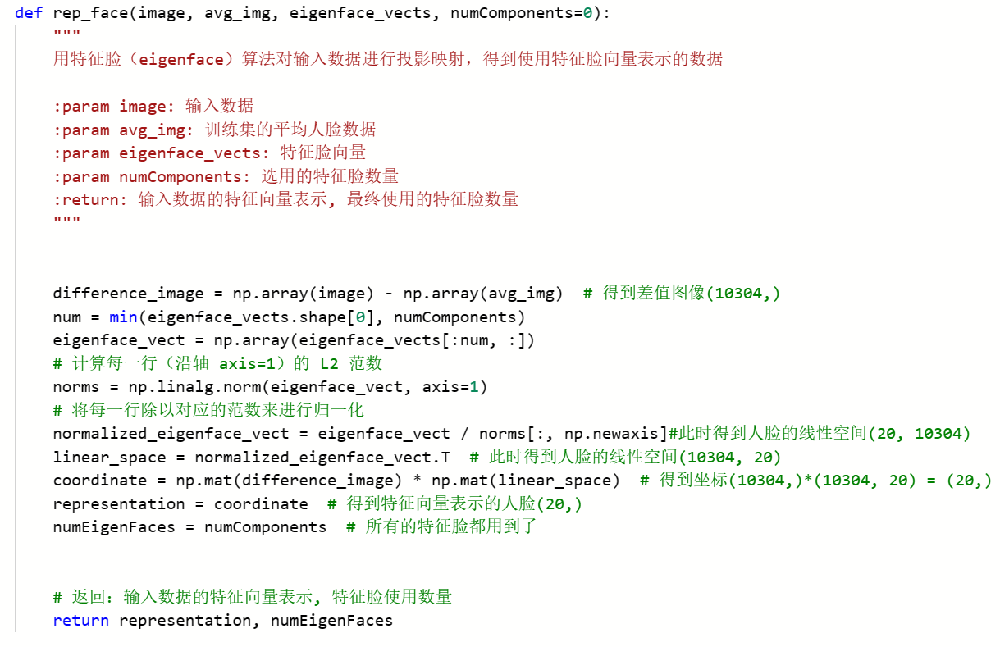 def rep_face(image, avg_img, eigenface_vects, numComponents=0):
"""
用特征脸（eigenface）算法对输入数据进行投影映射，得到使用特征脸向量表示的数据
:param image: 输入数据
:param avg_img: 训练集的平均人脸数据
:param eigenface_vects: 特征脸向量
:param numComponents: 选用的特征脸数量
:return: 输入数据的特征向量表示, 最终使用的特征脸数量
"""
difference_image = np.array(image) - np.array(avg_img)  # 得到差值图像(10304,)
num = min(eigenface_vects.shape[0], numComponents)
eigenface_vect = np.array(eigenface_vects[:num, :])
# 计算每一行（沿轴 axis=1）的 L2 范数
norms = np.linalg.norm(eigenface_vect, axis=1)
# 将每一行除以对应的范数来进行归一化
normalized_eigenface_vect = eigenface_vect / norms[:, np.newaxis]#此时得到人脸的线性空间(20, 10304)
linear_space = normalized_eigenface_vect.T  # 此时得到人脸的线性空间(10304, 20)
coordinate = np.mat(difference_image) * np.mat(linear_space)  # 得到坐标(10304,)*(10304, 20) = (20,)
representation = coordinate  # 得到特征向量表示的人脸(20,)
numEigenFaces = numComponents  # 所有的特征脸都用到了
# 返回：输入数据的特征向量表示, 特征脸使用数量
return representation, numEigenFaces